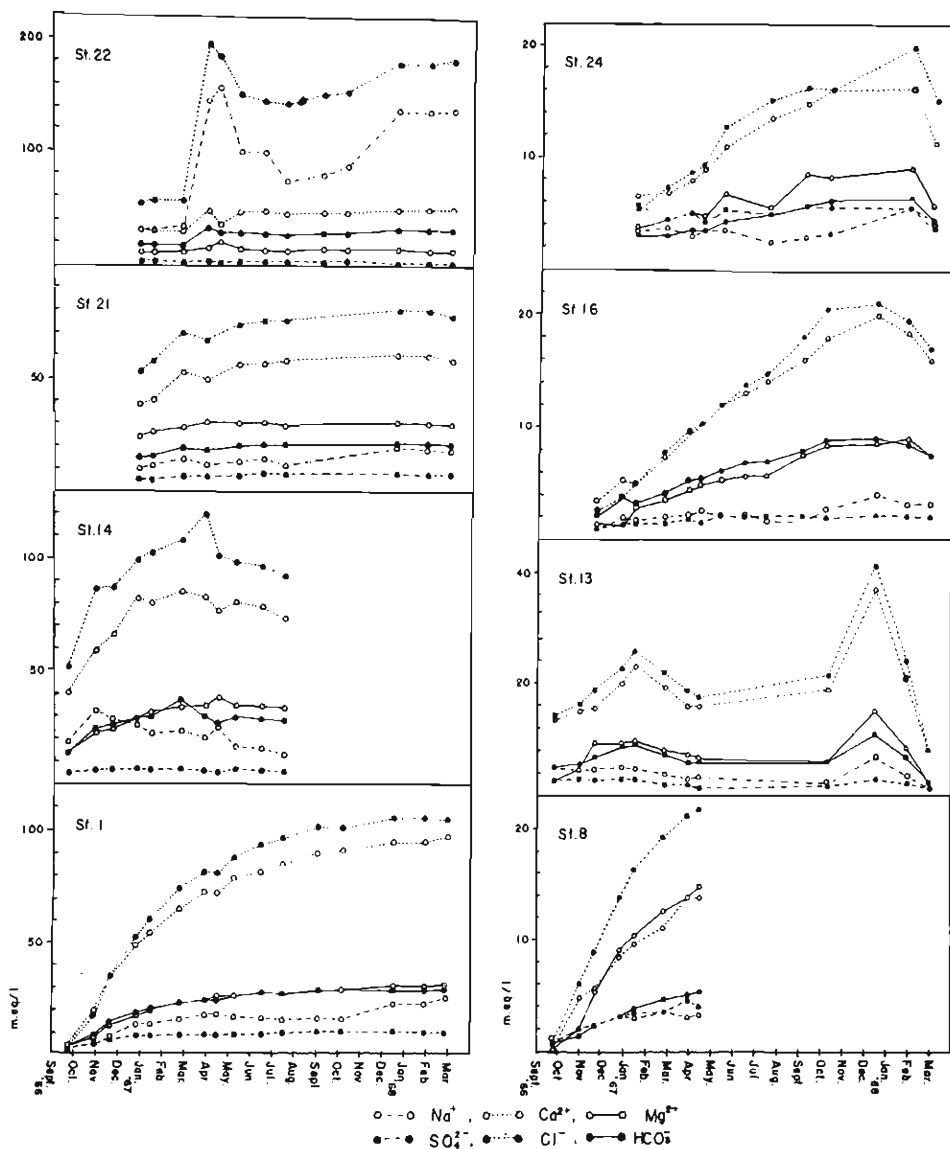 200
St. 22
100
St. 21
50
St. 14
100
50
St. 1
100
50
m.eq/l
Sept. '66 Oct. Nov. Dec. '67 Jan. Feb. Mar. Apr. May. Jun. Jul. Aug. Sept. Oct. Nov. Dec. '68 Jan. Feb. Mar.
20
St. 24
10
St. 16
20
10
40
St. 13
20
St. 8
20
10
m.eq/l
Sept. '66 Oct. Nov. Dec. '67 Jan. Feb. Mar. Apr. May. Jun. Jul. Aug. Sept. Oct. Nov. Dec. '68 Jan. Feb. Mar.
Na⁺, Ca²⁺, Mg²⁺
SO₄²⁻, Cl⁻, HCO₃⁻